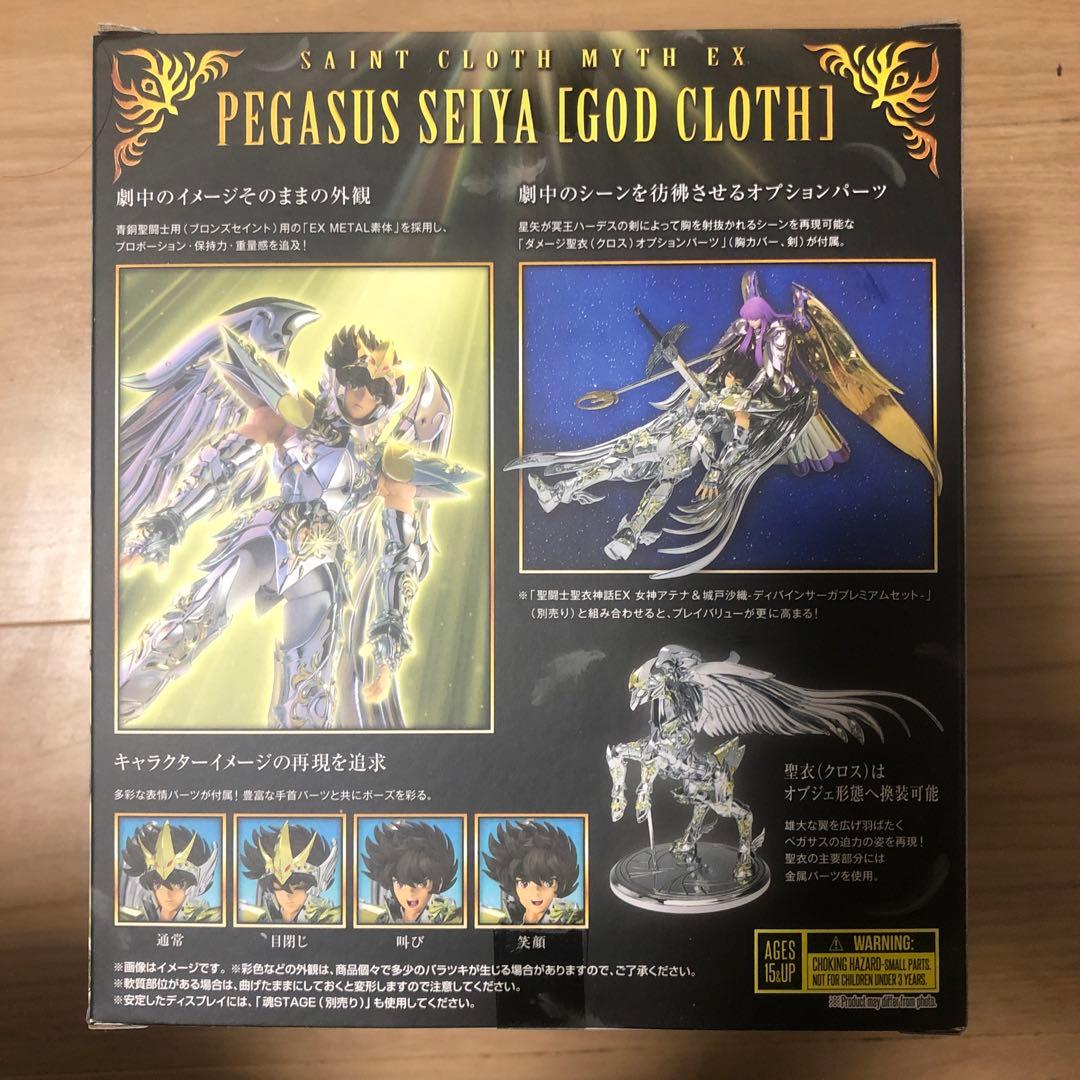 SAINT CLOTH MYTH EX
PEGASUS SEIYA [GOD CLOTH]
劇中のイメージそのままの外観
青銅聖闘士用(ブロンズセイント)用の「EX METAL素体」を採用し、
プロポーション・保持力・重量感を追及!
劇中のシーンを彷彿させるオプションパーツ
星矢が冥王ハーデスの剣によって胸を射抜かれるシーンを再現可能な
「ダメージ聖衣(クロス)オプションパーツ」(胸カバー、剣)が付属。
※「聖闘士聖衣神話EX 女神アテナ&城戸沙織-ディバインサーガプレミアムセット-」
(別売り)と組み合わせると、プレイバリューが更に高まる!
キャラクターイメージの再現を追求
多彩な表情パーツが付属!豊富な手首パーツと共にポーズを彩る。
通常
目閉じ
叫び
笑顔
聖衣(クロス)は
オブジェ形態へ換装可能
雄大な翼を広げ羽ばたく
ペガサスの迫力の姿を再現!
聖衣の主要部分には
金属パーツを使用。
※画像はイメージです。※彩色などの外観は、商品個々で多少のバラツキが生じる場合がありますので、ご了承ください。
※軟質部位がある場合は、曲げたままにしておくと変形しますので注意してください。
※安定したディスプレイには、「魂STAGE(別売り)」も使用してください。
AGES
15&UP
WARNING:
CHOKING HAZARD-SMALL PARTS.
NOT FOR CHILDREN UNDER 3 YEARS.
※Product may differ from photo.